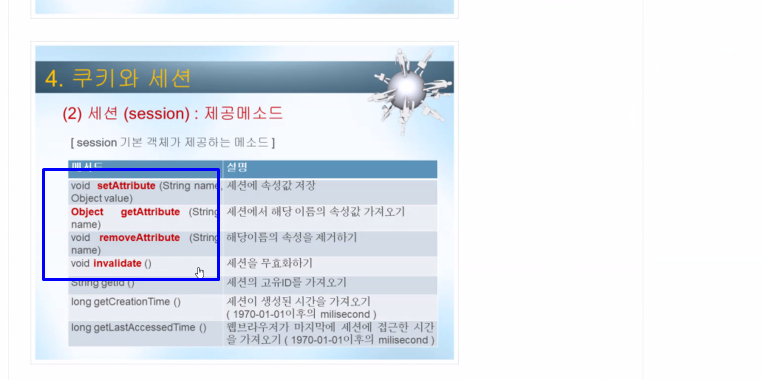 4. 쿠키와 세션
(2) 세션 (session) : 제공메소드
[ session 기본 객체가 제공하는 메소드 ]
메서드 설명
void setAttribute (String name, 세션에 속성값 저장
Object value)
Object getAttribute (String 세션에서 해당 이름의 속성값 가져오기
name)
void removeAttribute (String 해당이름의 속성을 제거하기
name)
void invalidate () 세션을 무효화하기
String getId () 세션의 고유ID를 가져오기
long getCreationTime () 세션이 생성된 시간을 가져오기
( 1970-01-01이후의 milisecond )
long getLastAccessedTime () 웹브라우저가 마지막에 세션에 접근한 시간
을 가져오기 ( 1970-01-01이후의 milisecond )